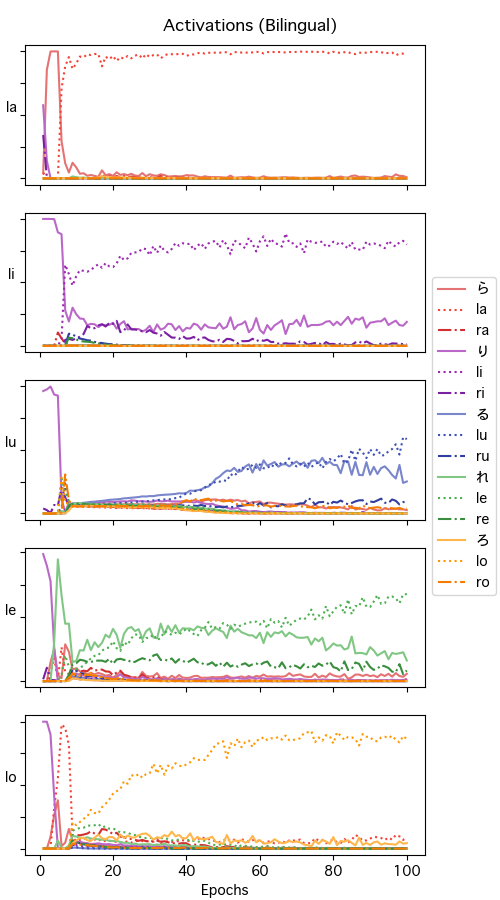 Activations (Bilingual)
la
li
lu
le
lo
0 20 40 60 80 100
Epochs
ら
la
ra
り
li
ri
る
lu
ru
れ
le
re
ろ
lo
ro